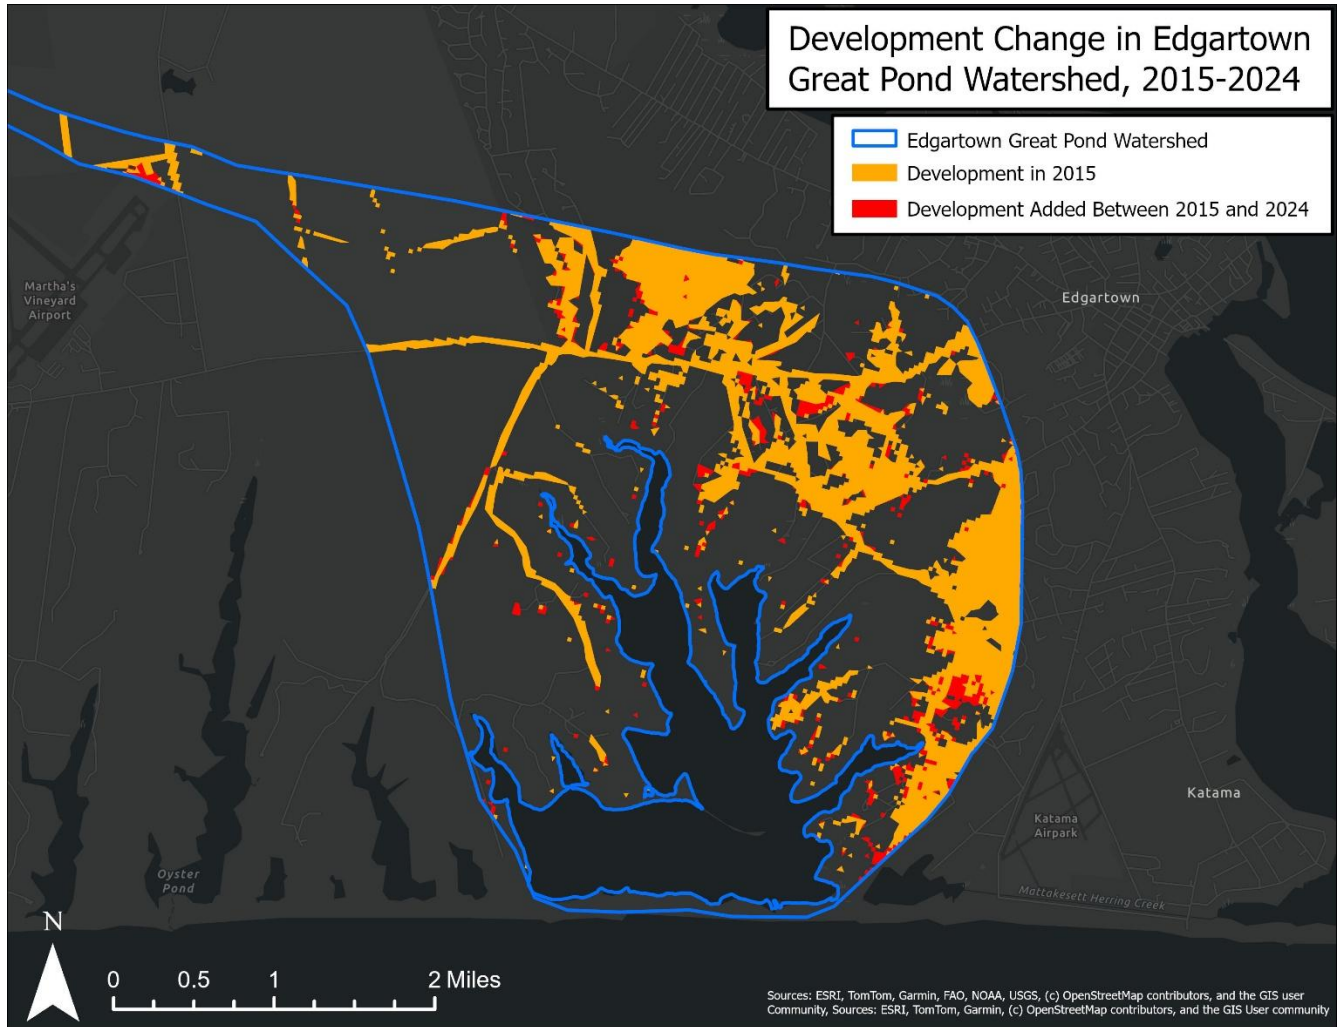 Development Change in Edgartown
Great Pond Watershed, 2015-2024
Edgartown Great Pond Watershed
Development in 2015
Development Added Between 2015 and 2024
Martha's
Vineyard
Airport
Edgartown
Katama
Katama
Airpark
Oyster
Pond
Mattakesett Herring Creek
N
0 0.5 1 2 Miles
Sources: ESRI, TomTom, Garmin, FAO, NOAA, USGS, (c) OpenStreetMap contributors, and the GIS user
Community, Sources: ESRI, TomTom, Garmin, (c) OpenStreetMap contributors, and the GIS User community